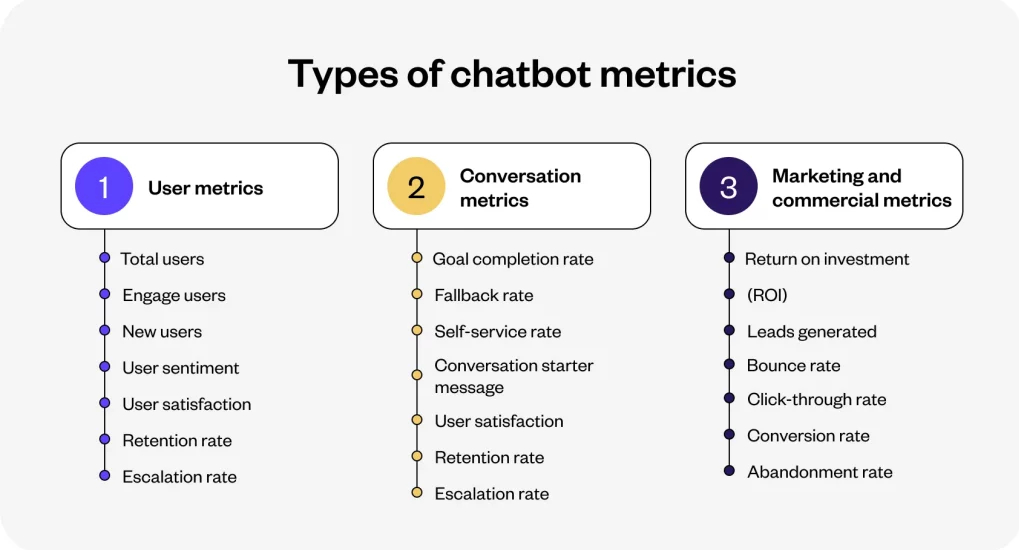 Types of chatbot metrics
1
User metrics
Total users
Engage users
New users
User sentiment
User satisfaction
Retention rate
Escalation rate
2
Conversation
metrics
Goal completion rate
Fallback rate
Self-service rate
Conversation starter
message
User satisfaction
Retention rate
Escalation rate
3
Marketing and
commercial metrics
Return on investment
(ROI)
Leads generated
Bounce rate
Click-through rate
Conversion rate
Abandonment rate